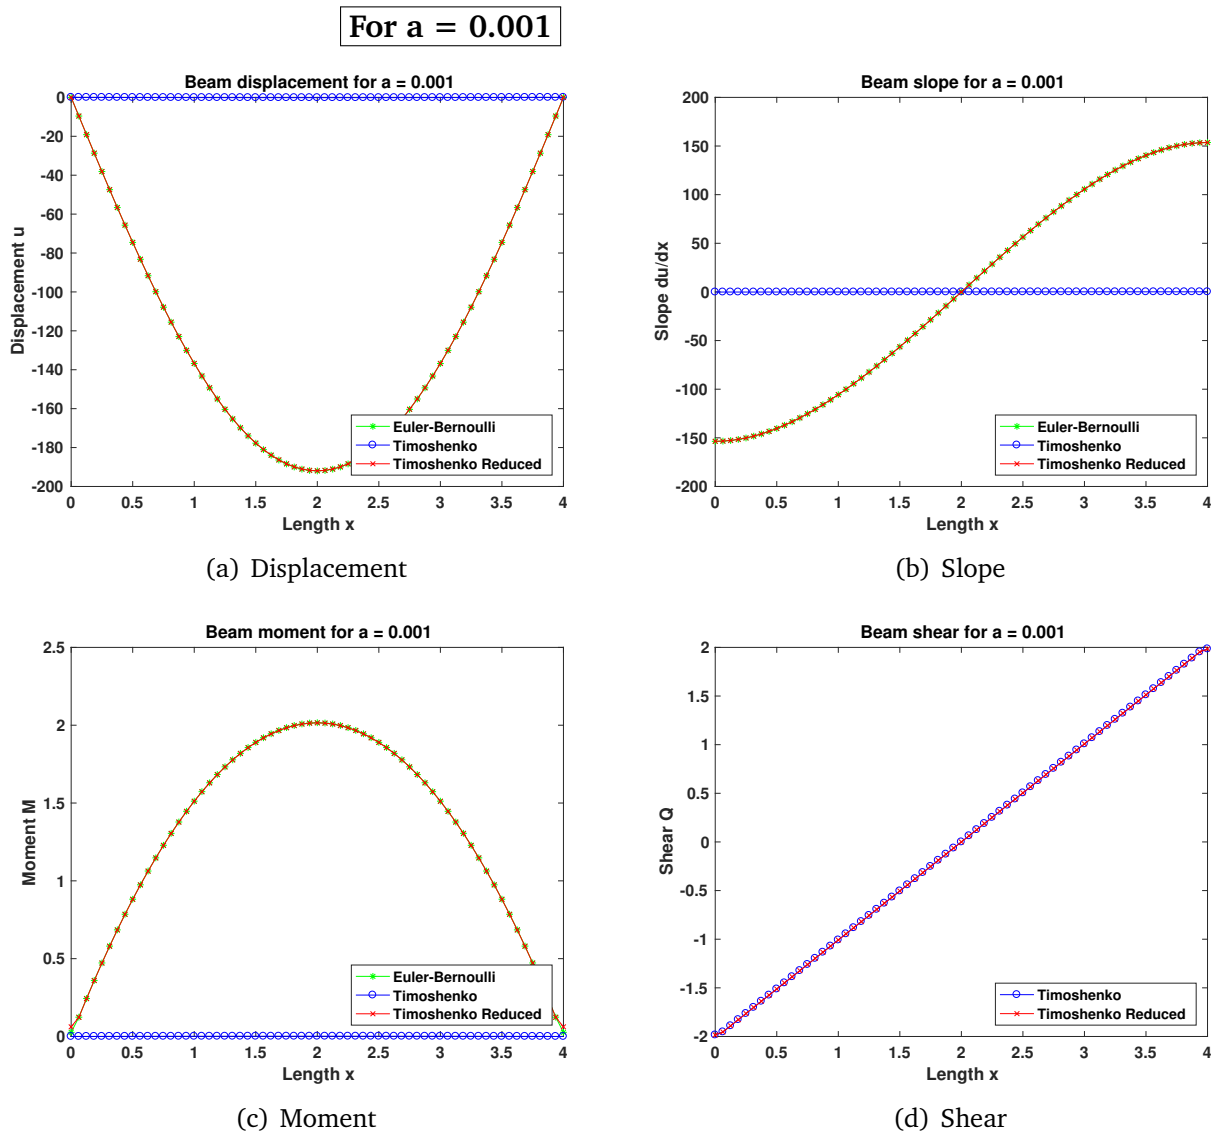 For a = 0.001
Beam displacement for a = 0.001
0
-20
-40
-60
-80
-100
-120
-140
-160
-180
-200
Displacement u
0 0.5 1 1.5 2 2.5 3 3.5 4
Length x
Euler-Bernoulli
Timoshenko
Timoshenko Reduced
(a) Displacement
Beam slope for a = 0.001
200
150
100
50
0
-50
-100
-150
-200
Slope du/dx
0 0.5 1 1.5 2 2.5 3 3.5 4
Length x
Euler-Bernoulli
Timoshenko
Timoshenko Reduced
(b) Slope
Beam moment for a = 0.001
2.5
2
1.5
1
0.5
0
Moment M
0 0.5 1 1.5 2 2.5 3 3.5 4
Length x
Euler-Bernoulli
Timoshenko
Timoshenko Reduced
(c) Moment
Beam shear for a = 0.001
2
1.5
1
0.5
0
-0.5
-1
-1.5
-2
Shear Q
0 0.5 1 1.5 2 2.5 3 3.5 4
Length x
Timoshenko
Timoshenko Reduced
(d) Shear